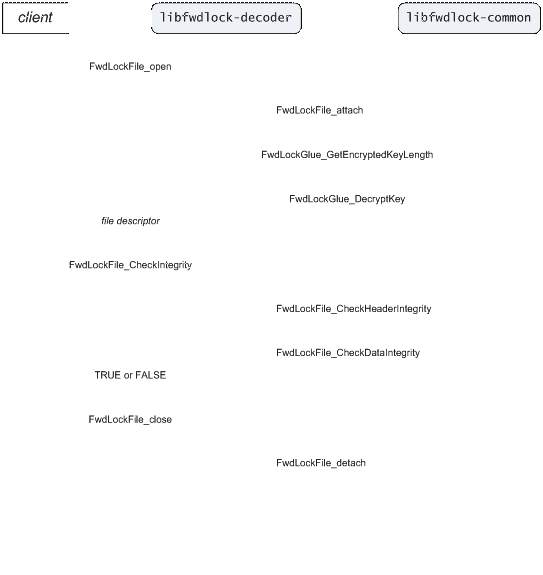 client
libfwdlock-decoder
libfwdlock-common
FwdLockFile_open
FwdLockFile_attach
FwdLockGlue_GetEncryptedKeyLength
FwdLockGlue_DecryptKey
file descriptor
FwdLockFile_CheckIntegrity
FwdLockFile_CheckHeaderIntegrity
FwdLockFile_CheckDataIntegrity
TRUE or FALSE
FwdLockFile_close
FwdLockFile_detach